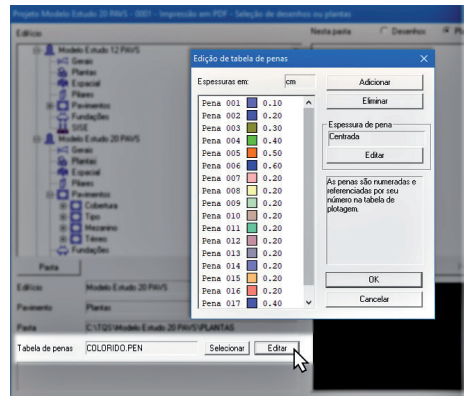 Projeto Modelo Estudo 20 PAVS - 0001 - Impressão em PDF - Seleção de desenhos ou plantas
Edifício
Nesta pasta
Desenhos
Modelo Estudo 12 PAVS
Gerais
Plantas
Espacial
Pilares
Pavimentos
Fundações
SISE
Modelo Estudo 20 PAVS
Gerais
Plantas
Espacial
Pilares
Pavimentos
Cobertura
Tipo
Mezanino
Térreo
Fundações
Pasta
Edifício Modelo Estudo 20 PAVS
Pavimento Plantas
Pasta C:\TQS\Modelo Estudo 20 PAVS\PLANTAS
Tabela de penas COLORIDO.PEN Selecionar Editar
Edição de tabela de penas
Espessuras em: cm
Pena 001 0.10
Pena 002 0.20
Pena 003 0.30
Pena 004 0.40
Pena 005 0.50
Pena 006 0.60
Pena 007 0.20
Pena 008 0.20
Pena 009 0.20
Pena 010 0.20
Pena 011 0.20
Pena 012 0.20
Pena 013 0.20
Pena 014 0.20
Pena 015 0.20
Pena 016 0.20
Pena 017 0.40
Adicionar
Eliminar
Espessura de pena
Centrada
Editar
As penas são numeradas e
referenciadas por seu
número na tabela de
plotagem.
OK
Cancelar